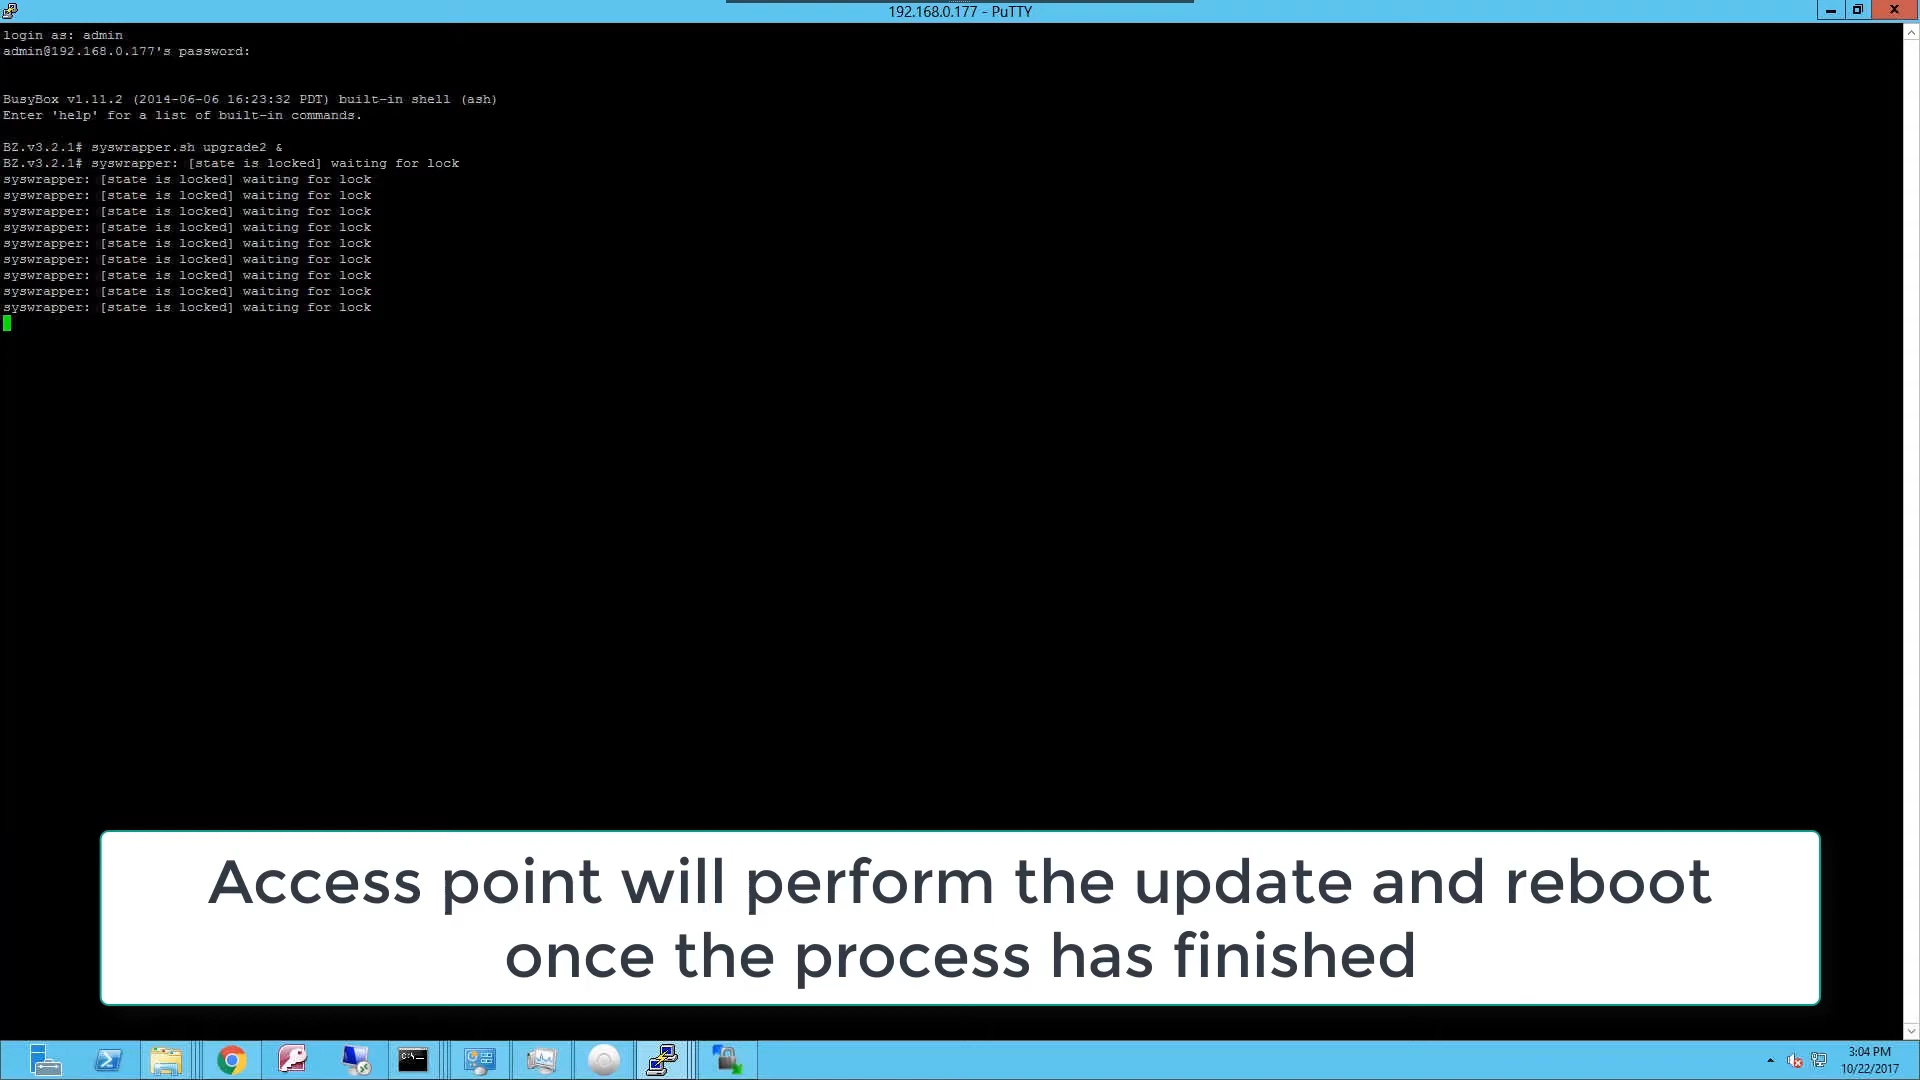 192.168.0.177 - PuTTY
login as: admin
admin@192.168.0.177's password:
BusyBox v1.11.2 (2014-06-06 16:23:32 PDT) built-in shell (ash)
Enter 'help' for a list of built-in commands.
BZ.v3.2.1# syswrapper.sh upgrade2 &
BZ.v3.2.1# syswrapper: [state is locked] waiting for lock
syswrapper: [state is locked] waiting for lock
syswrapper: [state is locked] waiting for lock
syswrapper: [state is locked] waiting for lock
syswrapper: [state is locked] waiting for lock
syswrapper: [state is locked] waiting for lock
syswrapper: [state is locked] waiting for lock
syswrapper: [state is locked] waiting for lock
syswrapper: [state is locked] waiting for lock
syswrapper: [state is locked] waiting for lock
Access point will perform the update and reboot
once the process has finished
3:04 PM
10/22/2017